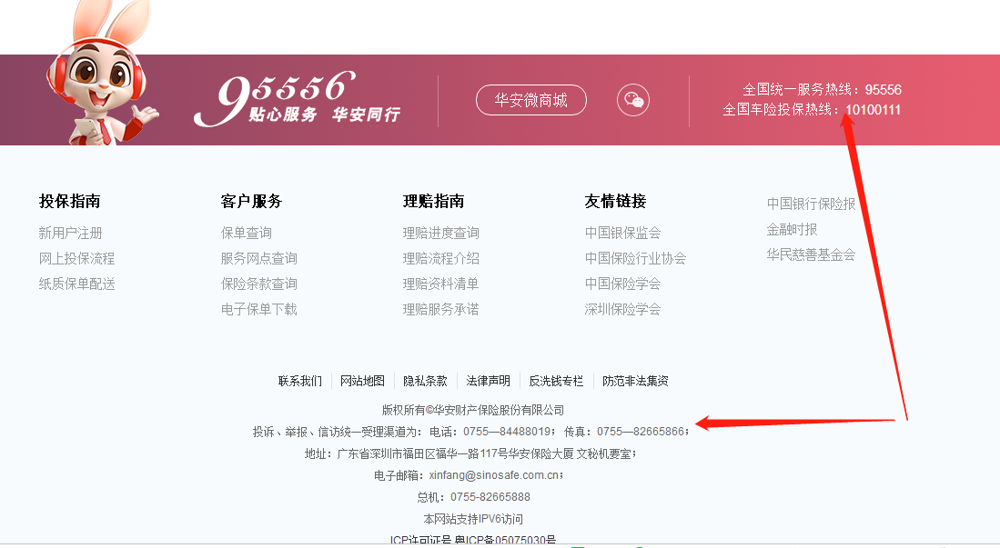 95556
贴心服务 华安同行
华安微商城
全国统一服务热线：95556
全国车险投保热线：10100111
投保指南
新用户注册
网上投保流程
纸质保单配送
客户服务
保单查询
服务网点查询
保险条款查询
电子保单下载
理赔指南
理赔进度查询
理赔流程介绍
理赔资料清单
理赔服务承诺
友情链接
中国银保监会
中国保险行业协会
中国保险学会
深圳保险学会
中国银行保险报
金融时报
华民慈善基金会
联系我们 网站地图 隐私条款 法律声明 反洗钱专栏 防范非法集资
版权所有©华安财产保险股份有限公司
投诉、举报、信访统一受理渠道为：电话：0755—84488019；传真：0755—82665866；
地址：广东省深圳市福田区福华一路117号华安保险大厦 文秘机要室；
电子邮箱：xinfang@sinosafe.com.cn；
总机：0755-82665888
本网站支持IPV6访问
ICP许可证号 粤ICP备05075030号